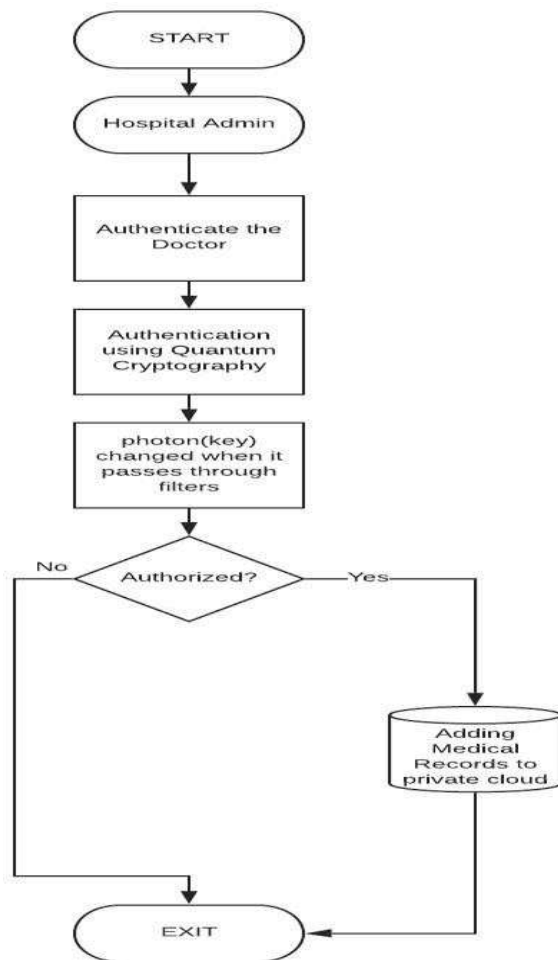 START
Hospital Admin
Authenticate the
Doctor
Authentication
using Quantum
Cryptography
photon(key)
changed when it
passes through
filters
No
Authorized?
Yes
Adding
Medical
Records to
private cloud
EXIT